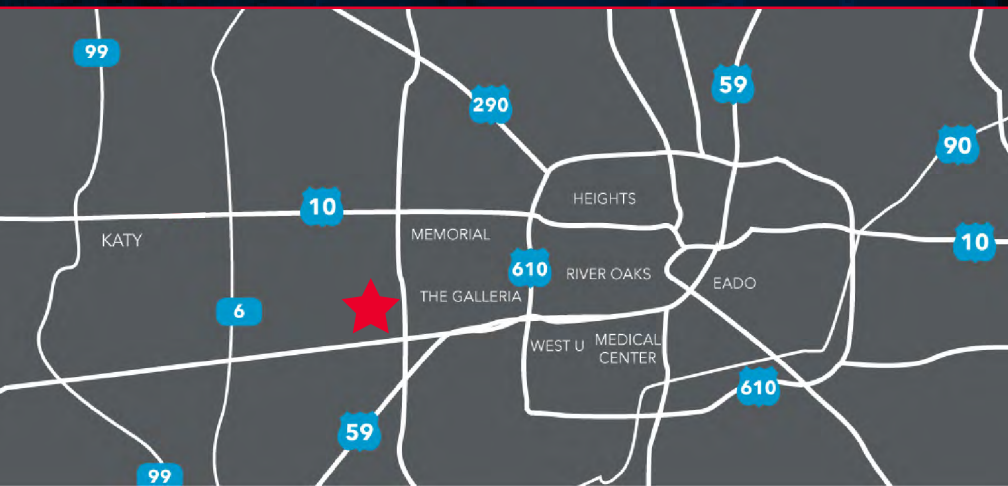 99
59
290
90
HEIGHTS
10
MEMORIAL
KATY
10
610
RIVER OAKS
EADO
THE GALLERIA
6
WEST U
MEDICAL
CENTER
610
59
99